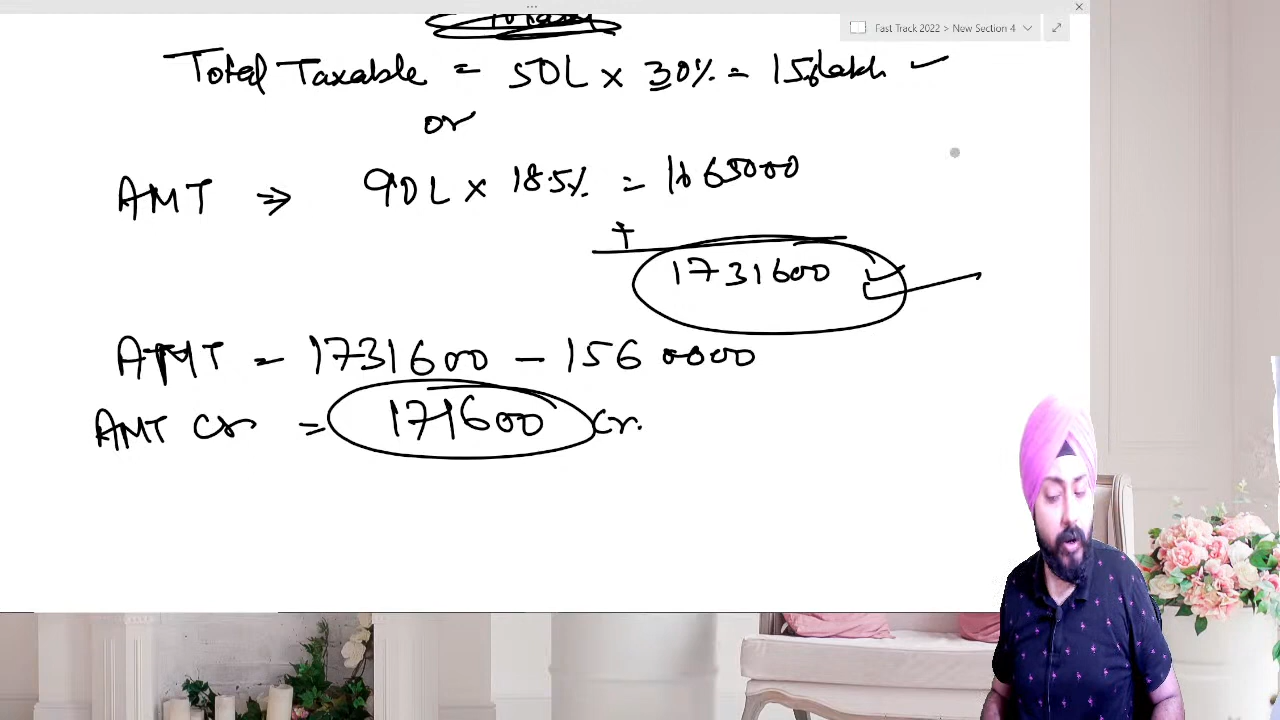 Fast Track 2022 > New Section 4
Total Taxable = 50L x 30% = 15.6 lakh
or
AMT ⇒ 90L x 18.5% = 1665000
+
1731600
AMT = 1731600 - 1560000
AMT cr = 171600 cr.